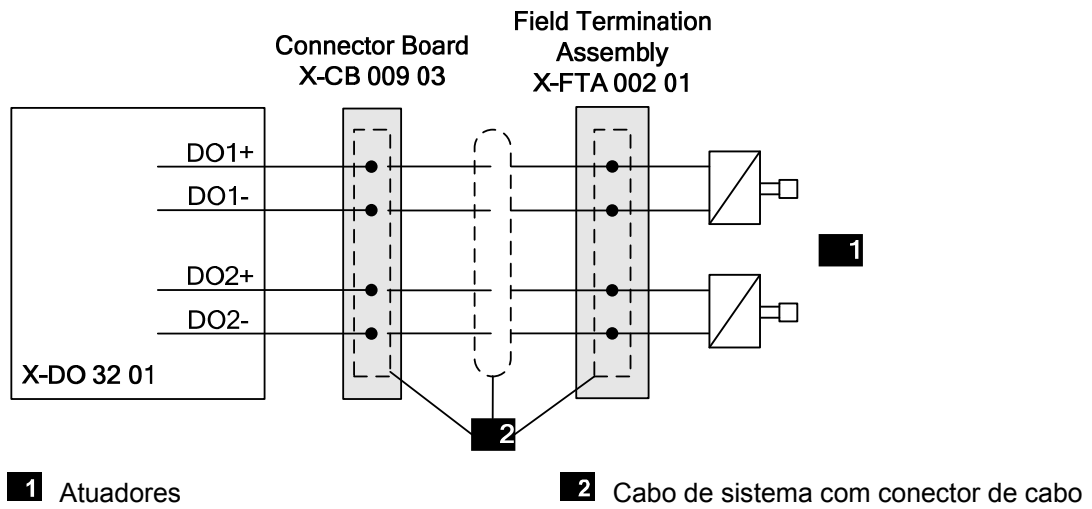 Connector Board
X-CB 009 03
Field Termination
Assembly
X-FTA 002 01
DO1+
DO1-
DO2+
DO2-
X-DO 32 01
1
2
1 Atuadores
2 Cabo de sistema com conector de cabo